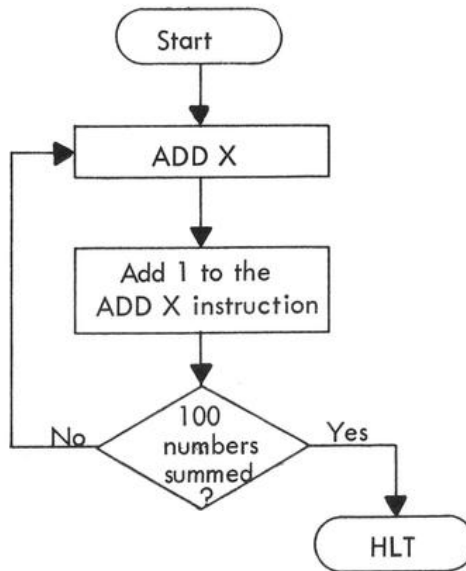 Start
ADD X
Add 1 to the
ADD X instruction
100
numbers
summed
?
No
Yes
HLT